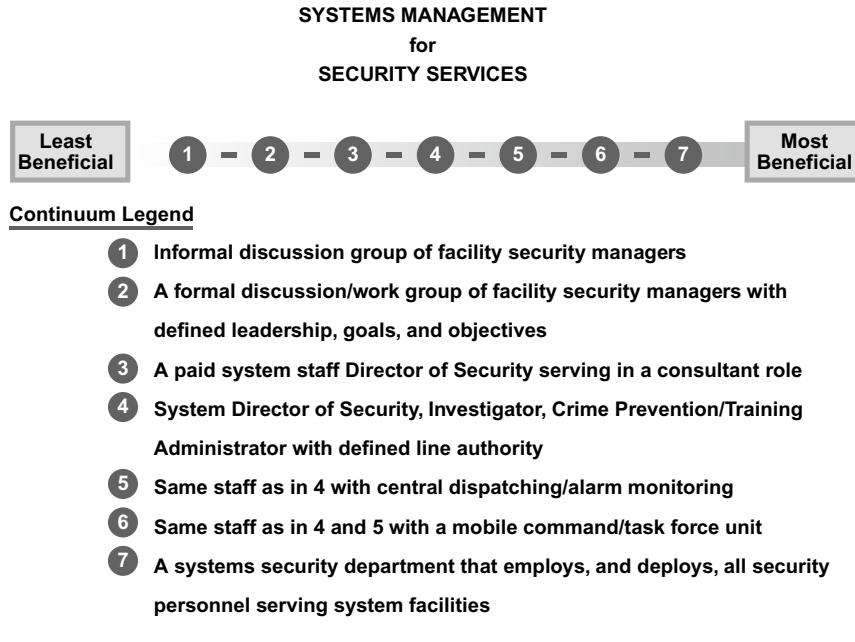 SYSTEMS MANAGEMENT
for
SECURITY SERVICES
Least
Beneficial
1 – 2 – 3 – 4 – 5 – 6 – 7
Most
Beneficial
Continuum Legend
1 Informal discussion group of facility security managers
2 A formal discussion/work group of facility security managers with
defined leadership, goals, and objectives
3 A paid system staff Director of Security serving in a consultant role
4 System Director of Security, Investigator, Crime Prevention/Training
Administrator with defined line authority
5 Same staff as in 4 with central dispatching/alarm monitoring
6 Same staff as in 4 and 5 with a mobile command/task force unit
7 A systems security department that employs, and deploys, all security
personnel serving system facilities